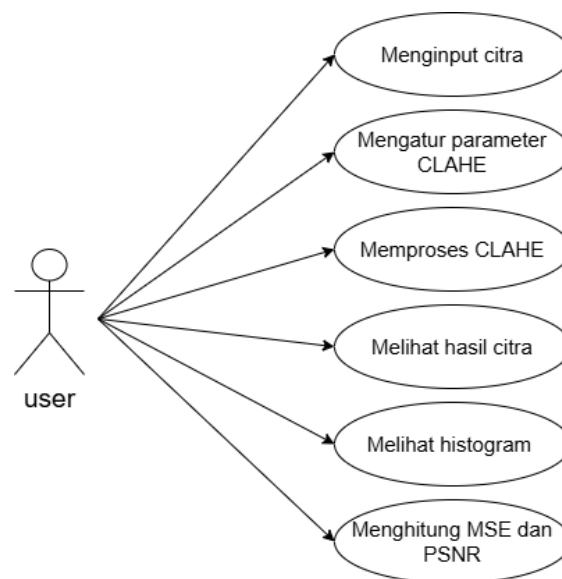 Menginput citra
Mengatur parameter
CLAHE
Memproses CLAHE
Melihat hasil citra
user
Melihat histogram
Menghitung MSE dan
PSNR